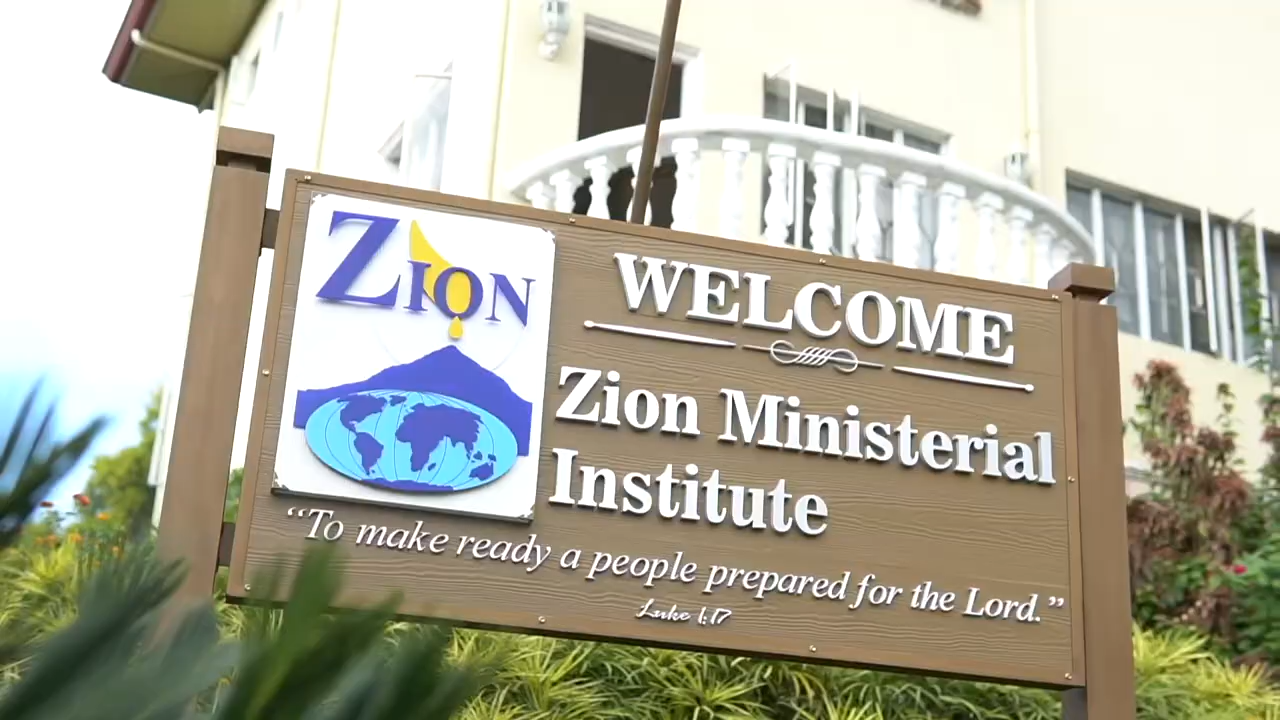 ZION
WELCOME
Zion Ministerial
Institute
“To make ready a people prepared for the Lord.”
Luke 1:17